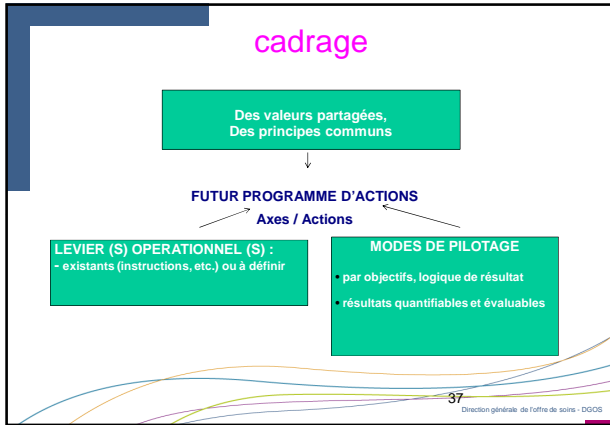 cadrage
Des valeurs partagées,
Des principes communs
FUTUR PROGRAMME D'ACTIONS
Axes / Actions
LEVIER (S) OPERATIONNEL (S) :
- existants (instructions, etc.) ou à définir
MODES DE PILOTAGE
• par objectifs, logique de résultat
• résultats quantifiables et évaluables
37
Direction générale de l'offre de soins - DGOS